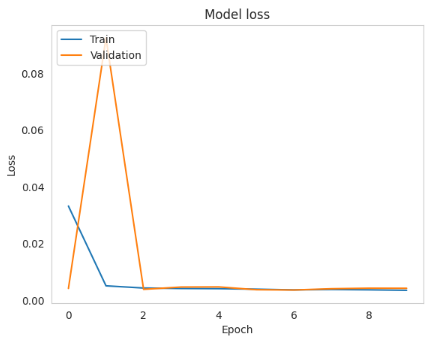 Model loss
Train
Validation
0.08
0.06
0.04
0.02
0.00
Loss
0 2 4 6 8
Epoch